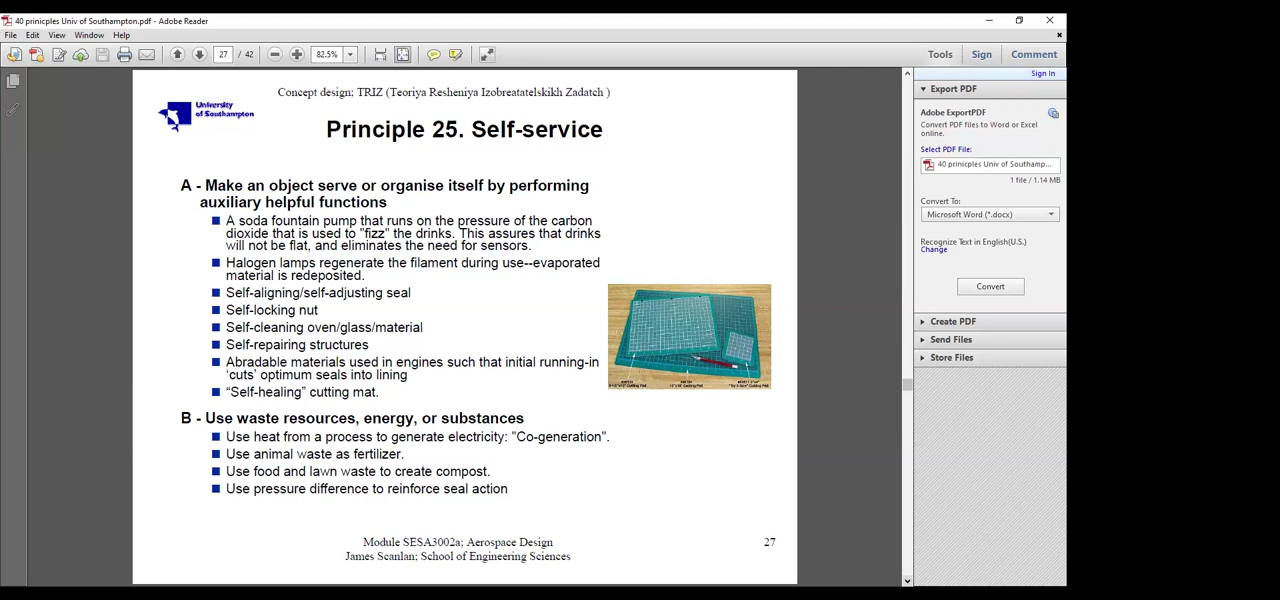 40 prinicples Univ of Southampton.pdf - Adobe Reader
File Edit View Window Help
27 / 42 82.5% Tools Sign Comment
Sign In
Export PDF
Adobe ExportPDF
Convert PDF files to Word or Excel
online.
Select PDF File:
40 prinicples Univ of Southamp...
1 file / 1.14 MB
Convert To:
Microsoft Word (*.docx)
Recognize Text in English(U.S.)
Change
Convert
Create PDF
Send Files
Store Files
Concept design; TRIZ (Teoriya Resheniya Izobreatatelskikh Zadatch )
University
of Southampton
Principle 25. Self-service
A - Make an object serve or organise itself by performing
auxiliary helpful functions
A soda fountain pump that runs on the pressure of the carbon
dioxide that is used to "fizz" the drinks. This assures that drinks
will not be flat, and eliminates the need for sensors.
Halogen lamps regenerate the filament during use--evaporated
material is redeposited.
Self-aligning/self-adjusting seal
Self-locking nut
Self-cleaning oven/glass/material
Self-repairing structures
Abradable materials used in engines such that initial running-in
‘cuts’ optimum seals into lining
“Self-healing” cutting mat.
B - Use waste resources, energy, or substances
Use heat from a process to generate electricity: "Co-generation".
Use animal waste as fertilizer.
Use food and lawn waste to create compost.
Use pressure difference to reinforce seal action
Module SESA3002a; Aerospace Design
James Scanlan; School of Engineering Sciences
27